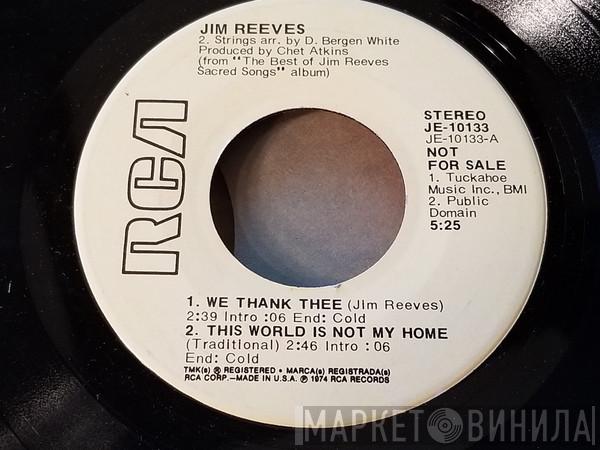 JIM REEVES
2. Strings arr. by D. Bergen White
Produced by Chet Atkins
(from "The Best of Jim Reeves
Sacred Songs" album)
RCA
STEREO
JE-10133
JE-10133-A
NOT
FOR SALE
1. Tuckahoe
Music Inc., BMI
2. Public
Domain
5:25
1. WE THANK THEE (Jim Reeves)
2:39 Intro :06 End: Cold
2. THIS WORLD IS NOT MY HOME
(Traditional) 2:46 Intro : 06
End: Cold
TMK(s) ® REGISTERED • MARCA(s) REGISTRADA(s)
RCA CORP.—MADE IN U.S.A. ℗ 1974 RCA RECORDS
МАРКЕТ ВИНИЛА